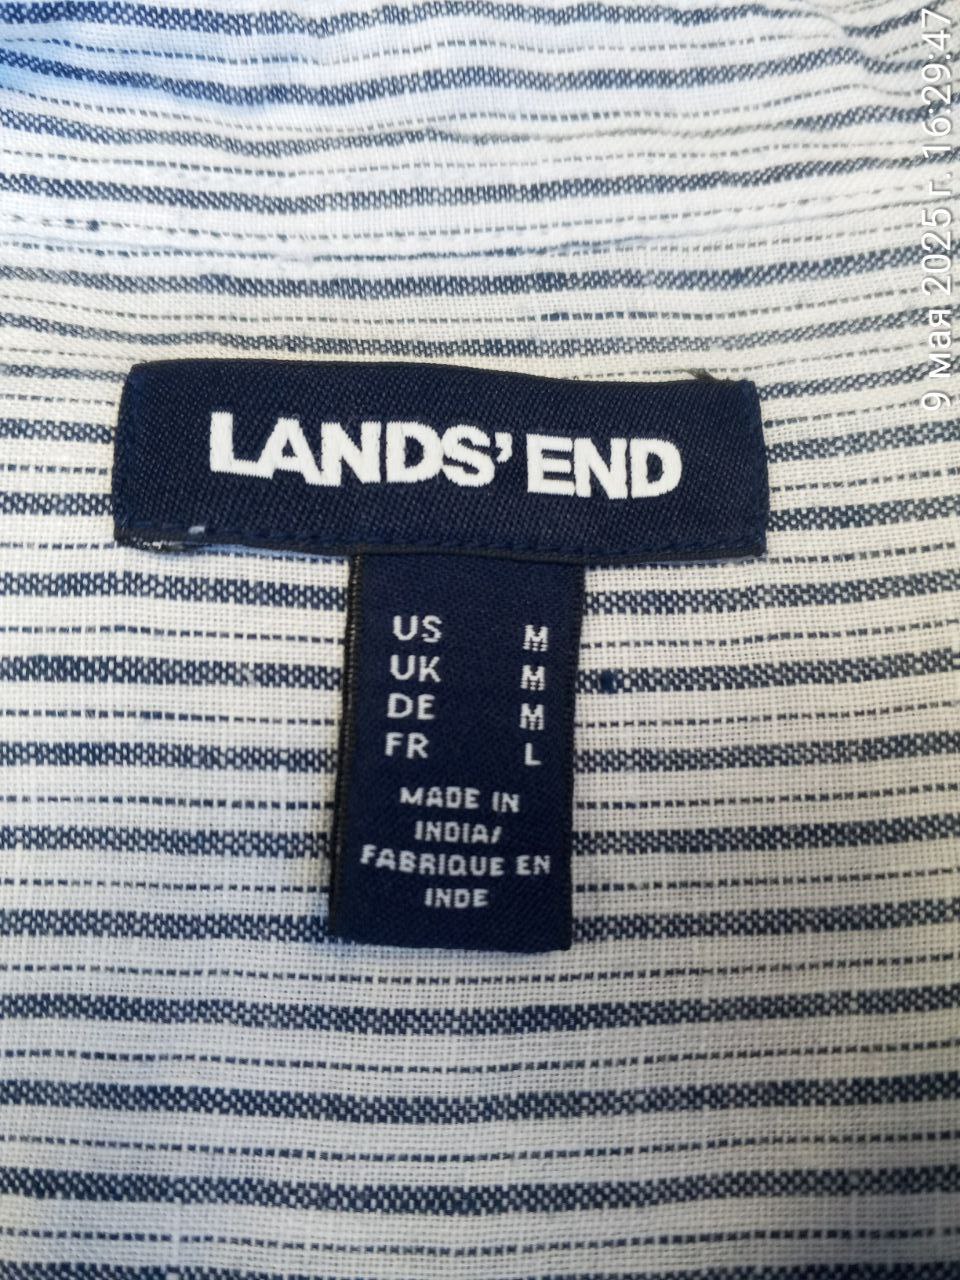 LANDS' END
US M
UK M
DE M
FR L
MADE IN
INDIA/
FABRIQUE EN
INDE
9 мая 2025 г. 16:29:47